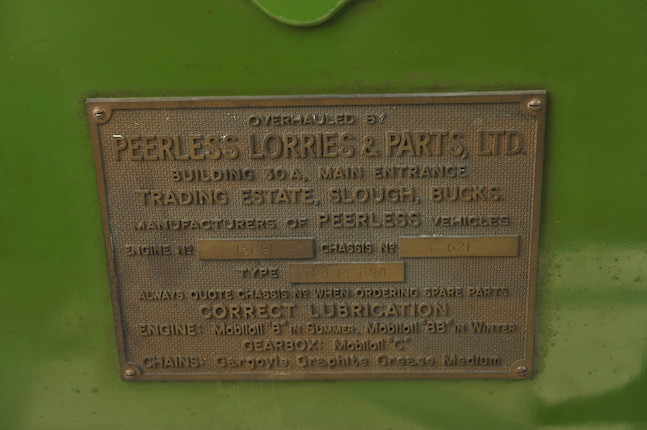 OVERHAULED BY
PEERLESS LORRIES & PARTS, LTD.
BUILDING 30A, MAIN ENTRANCE
TRADING ESTATE, SLOUGH, BUCKS.
MANUFACTURERS OF PEERLESS VEHICLES
ENGINE No CHASSIS No 621
TYPE
ALWAYS QUOTE CHASSIS No WHEN ORDERING SPARE PARTS
CORRECT LUBRICATION
ENGINE: Mobiloil "B" IN SUMMER, Mobiloil "BB" IN WINTER
GEARBOX: Mobiloil "C"
CHAINS: Gargoyle Graphite Grease Medium